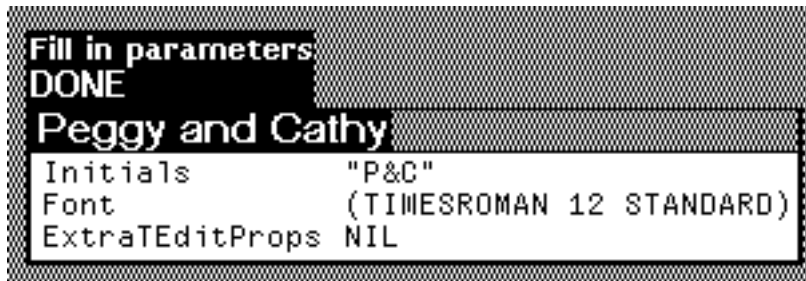 Fill in parameters
DONE
Peggy and Cathy
Initials "P&C"
Font (TIMESROMAN 12 STANDARD)
ExtraTEditProps NIL